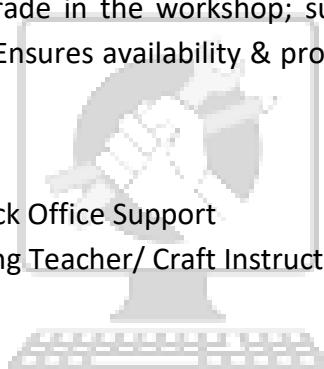 rade in the workshop; su
Ensures availability & pro
ck Office Support
ng Teacher/ Craft Instruct